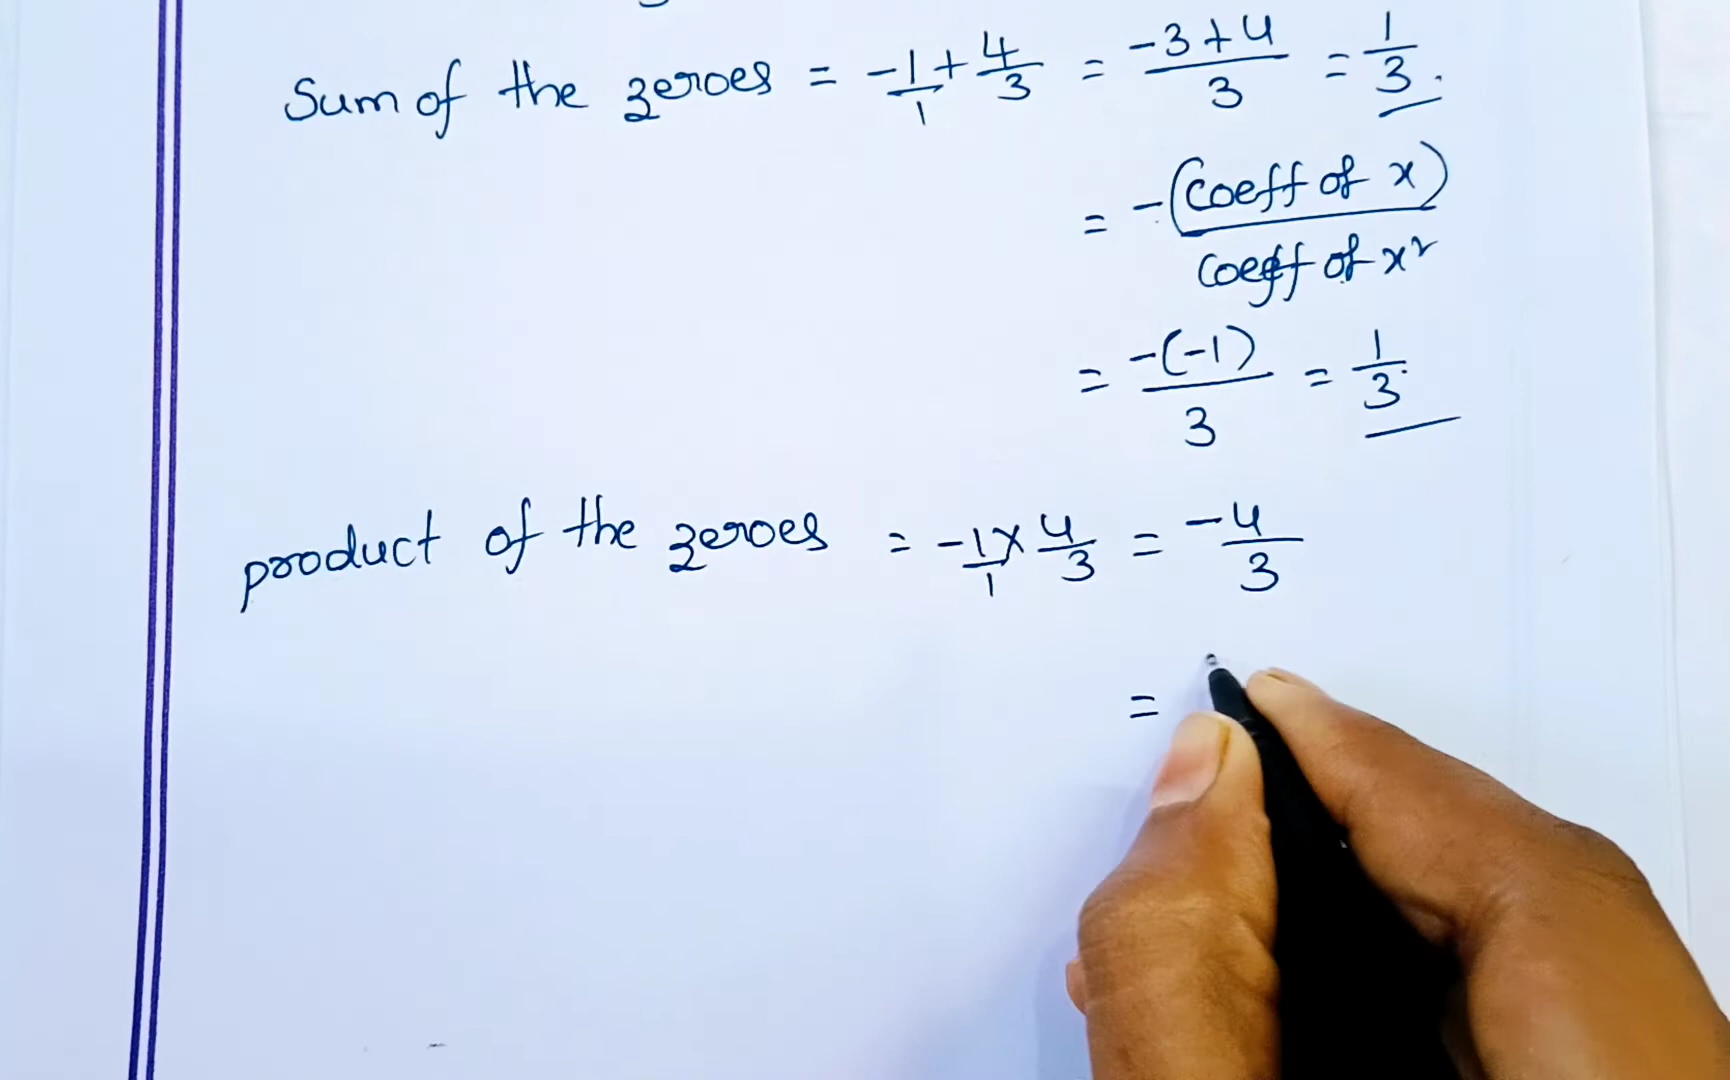 Sum of the zeroes = -1/1 + 4/3 = -3+4/3 = 1/3.
= -(coeff of x)/coeff of x²
= -(-1)/3 = 1/3.
product of the zeroes = -1/1 × 4/3 = -4/3
=